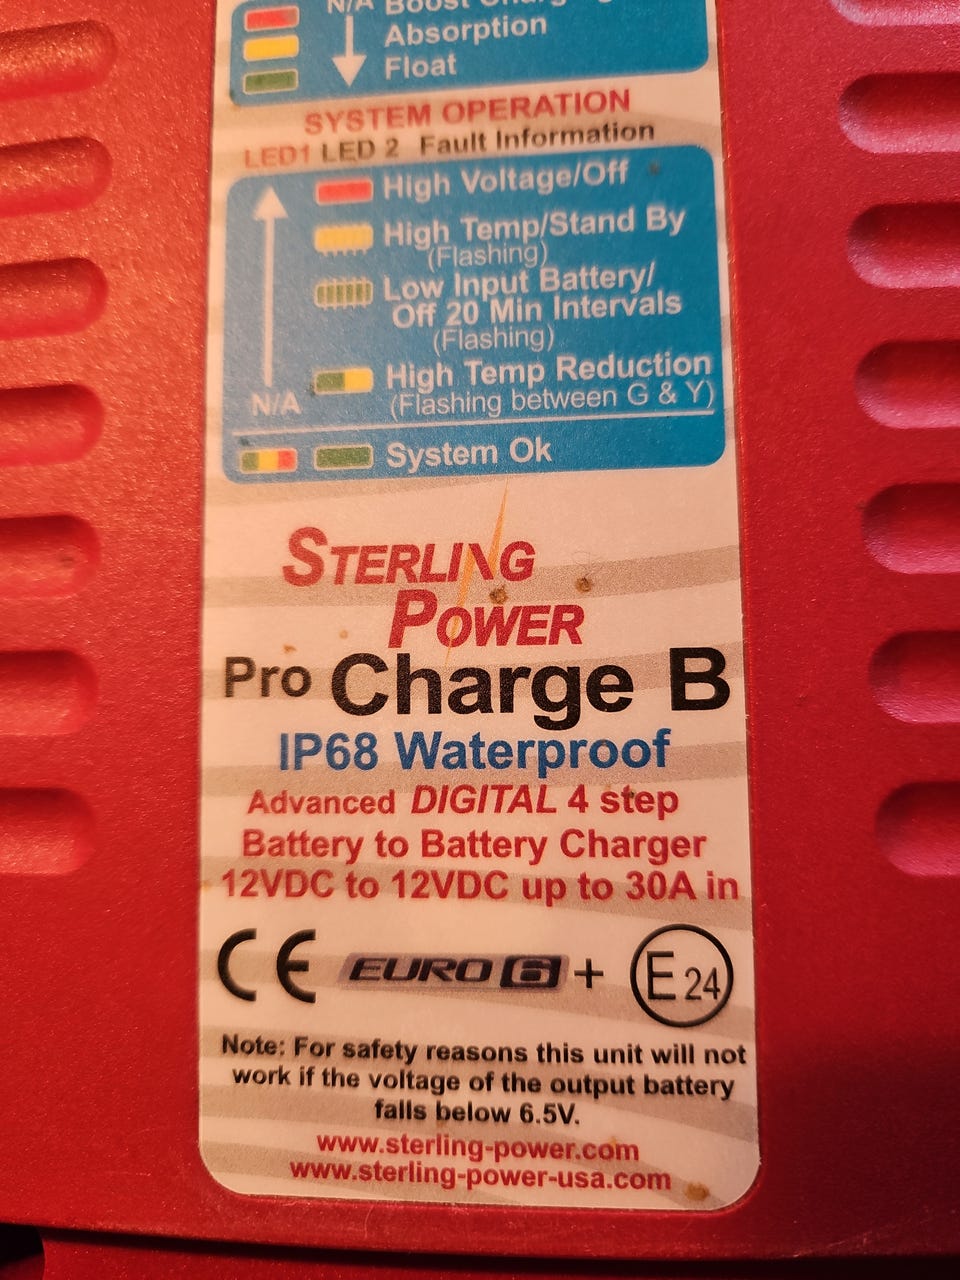 N/A Boost Charging
Absorption
Float
SYSTEM OPERATION
LED1 LED 2 Fault Information
High Voltage/Off
High Temp/Stand By
(Flashing)
Low Input Battery/
Off 20 Min Intervals
(Flashing)
High Temp Reduction
N/A (Flashing between G & Y)
System Ok
STERLING
POWER
Pro Charge B
IP68 Waterproof
Advanced DIGITAL 4 step
Battery to Battery Charger
12VDC to 12VDC up to 30A in
CE EURO 6 + E24
Note: For safety reasons this unit will not
work if the voltage of the output battery
falls below 6.5V.
www.sterling-power.com
www.sterling-power-usa.com